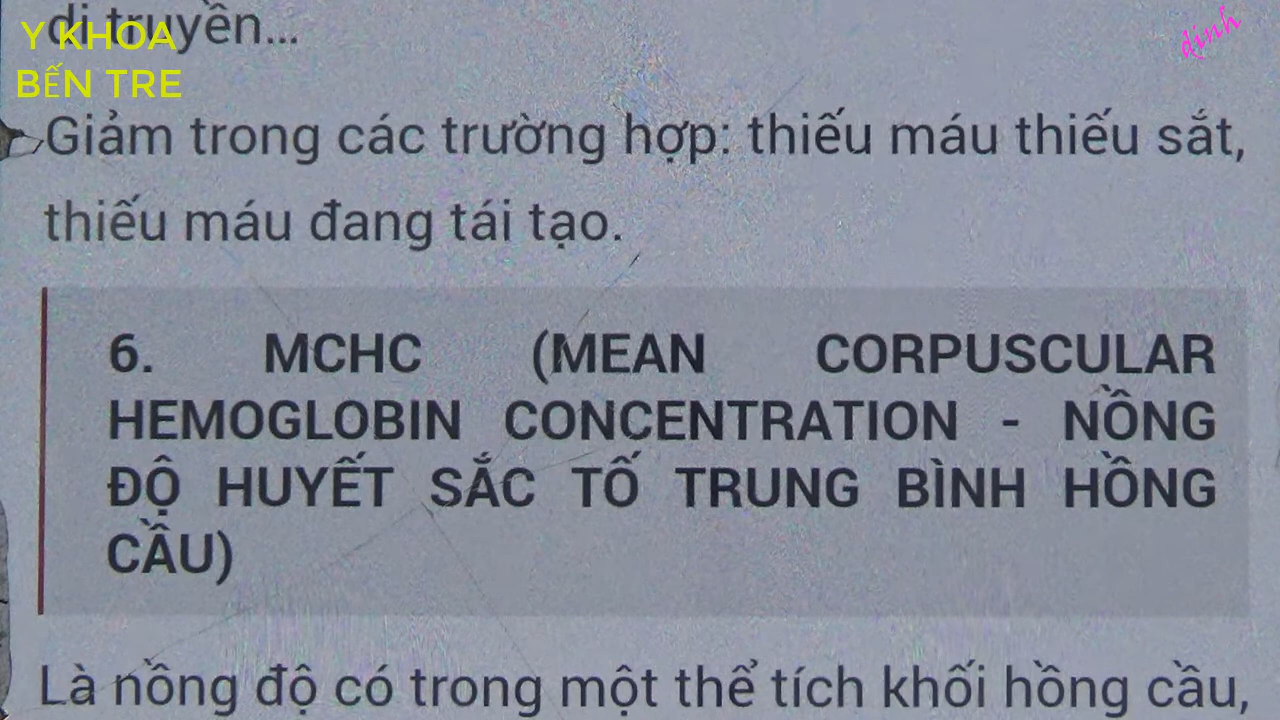 di truyền...
Y KHOA
BẾN TRE
định
Giảm trong các trường hợp: thiếu máu thiếu sắt,
thiếu máu đang tái tạo.
6. MCHC (MEAN CORPUSCULAR
HEMOGLOBIN CONCENTRATION - NỒNG
ĐỘ HUYẾT SẮC TỐ TRUNG BÌNH HỒNG
CẦU)
Là nồng độ có trong một thể tích khối hồng cầu,